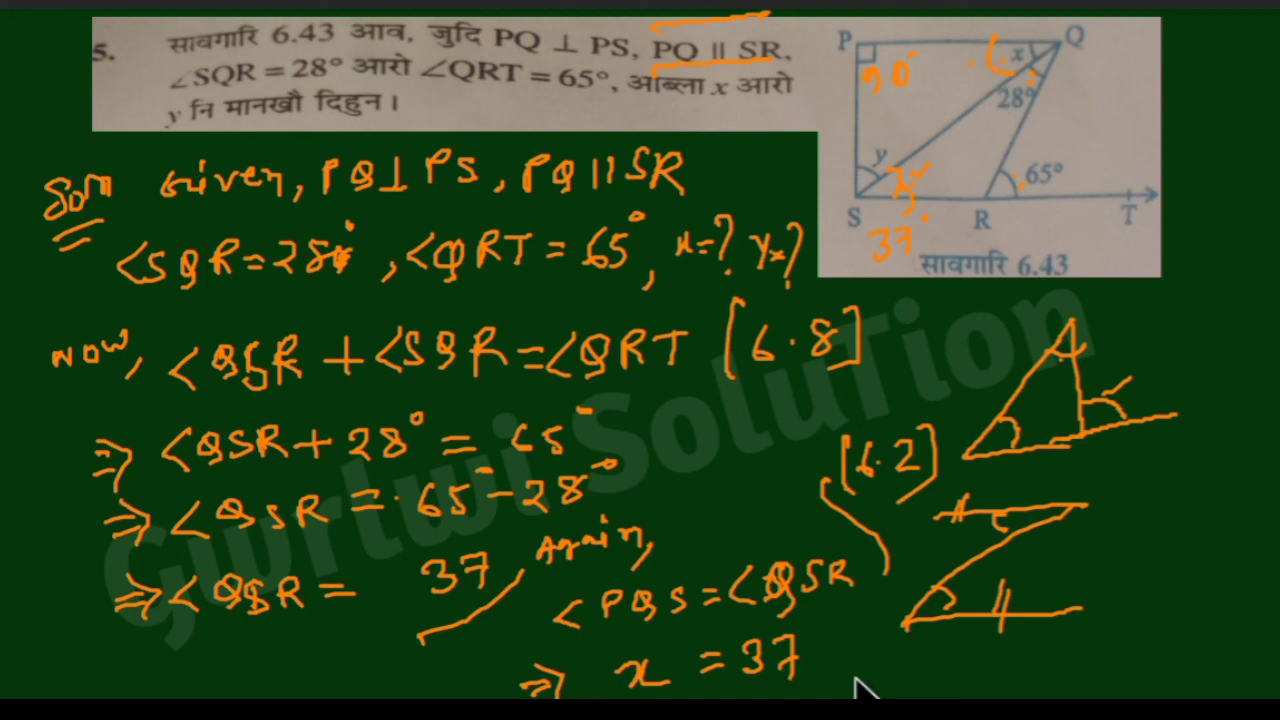 5. सावगारि 6.43 आव, जुदि PQ ⊥ PS, PQ || SR,
∠SQR = 28° आरो ∠QRT = 65°, आब्ला x आरो
y नि मानखौ दिहुन।
P Q
x
90°
28°
y
65°
S R T
37
सावगारि 6.43
Soln Given, PQ ⊥ PS, PQ || SR
∠SQR = 28°, ∠QRT = 65°, x=? y=?
Now, ∠QSR + ∠SQR = ∠QRT [6.8]
⇒ ∠QSR + 28° = 65°
⇒ ∠QSR = 65° - 28°
⇒ ∠QSR = 37
Again,
∠PQS = ∠QSR [6.2]
⇒ x = 37
Gwrlwi SoluTion